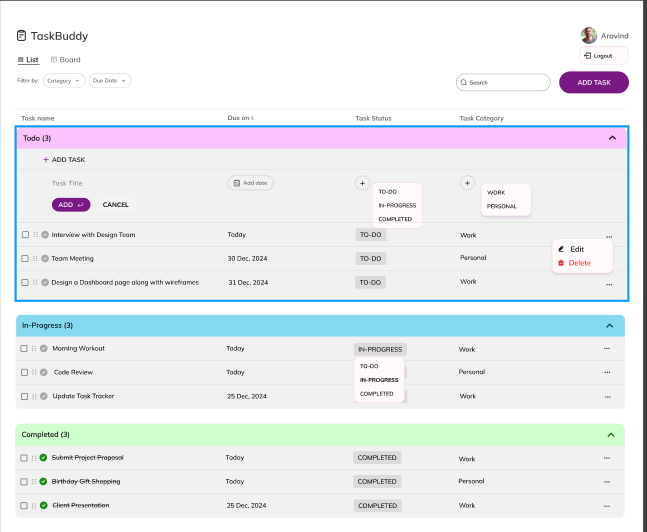 TaskBuddy
Aravind
List
Board
Logout
Filter by:
Category
Due Date
Search
ADD TASK
Task name
Due on
Task Status
Task Category
Todo (3)
+ ADD TASK
Task Title
Add date
+
+
TO-DO
IN-PROGRESS
COMPLETED
WORK
PERSONAL
ADD
CANCEL
Interview with Design Team
Today
TO-DO
Work
...
Edit
Delete
Team Meeting
30 Dec, 2024
TO-DO
Personal
Design a Dashboard page along with wireframes
31 Dec, 2024
TO-DO
Work
...
In-Progress (3)
Morning Workout
Today
IN-PROGRESS
Work
...
TO-DO
IN-PROGRESS
COMPLETED
Code Review
Today
Personal
...
Update Task Tracker
25 Dec, 2024
Work
...
Completed (3)
Submit Project Proposal
Today
COMPLETED
Work
...
Birthday Gift Shopping
Today
COMPLETED
Personal
...
Client Presentation
25 Dec, 2024
COMPLETED
Work
...